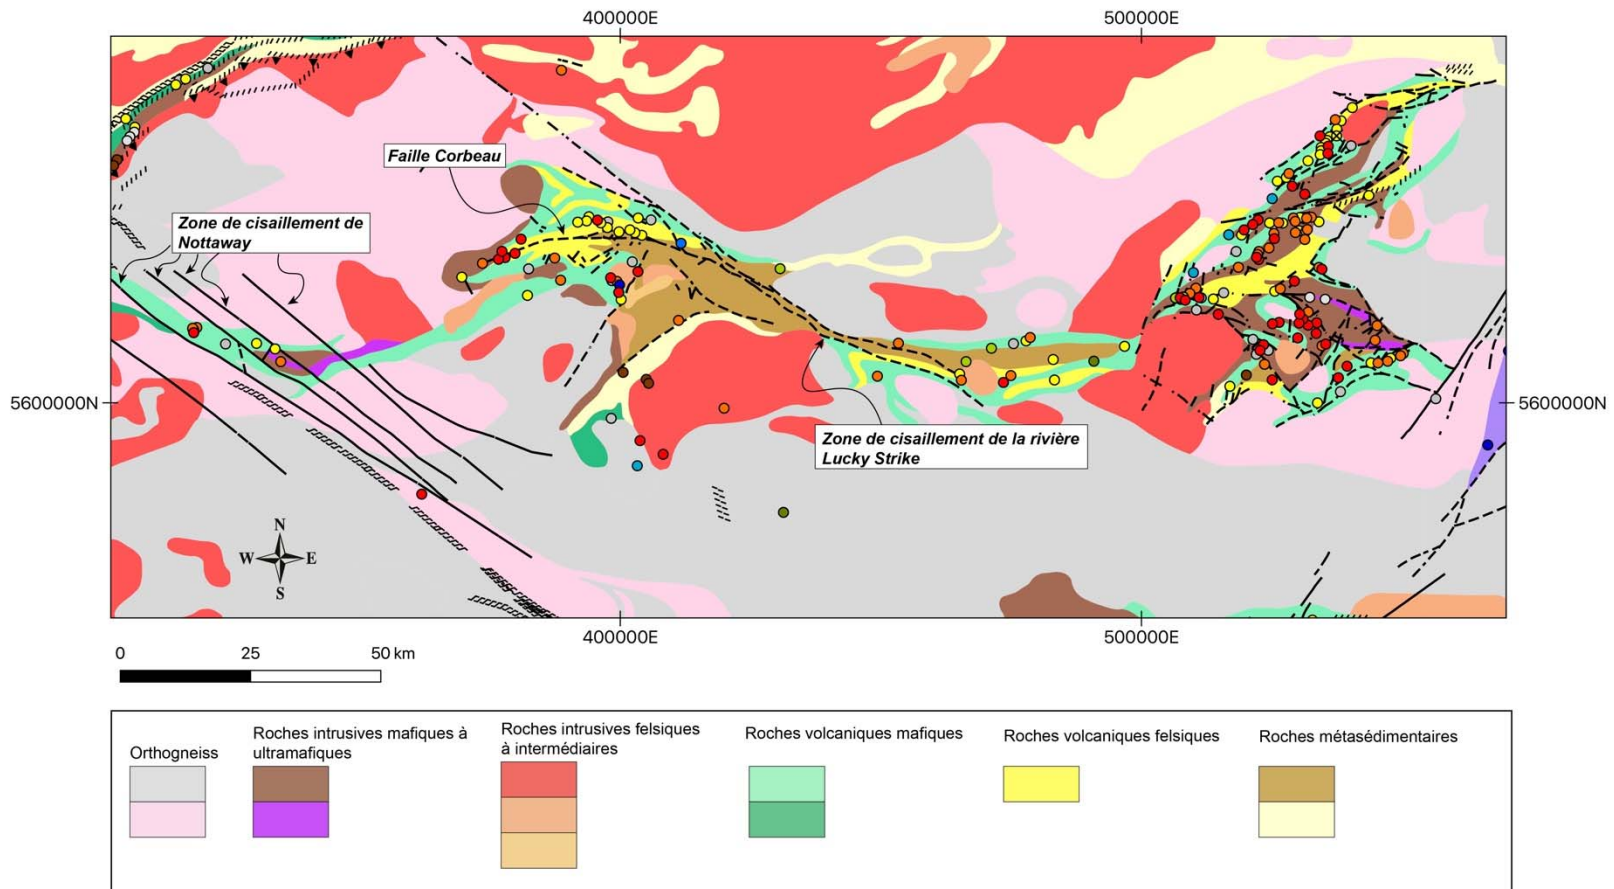 400000E
500000E
Faille Corbeau
Zone de cisaillement de
Nottaway
5600000N
5600000N
Zone de cisaillement de la rivière
Lucky Strike
N
W
E
S
400000E
500000E
0
25
50 km
Orthogneiss
Roches intrusives mafiques à
ultramafiques
Roches intrusives felsiques
à intermédiaires
Roches volcaniques mafiques
Roches volcaniques felsiques
Roches métasédimentaires